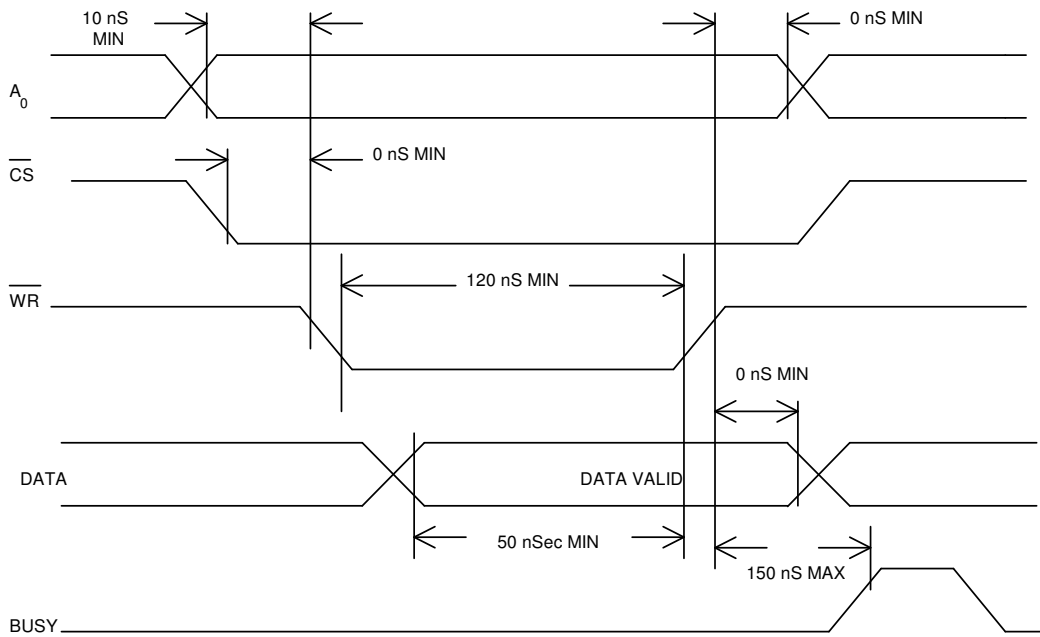 10 nS
MIN
0 nS MIN
A0
CS
0 nS MIN
WR
120 nS MIN
0 nS MIN
DATA
DATA VALID
50 nSec MIN
150 nS MAX
BUSY